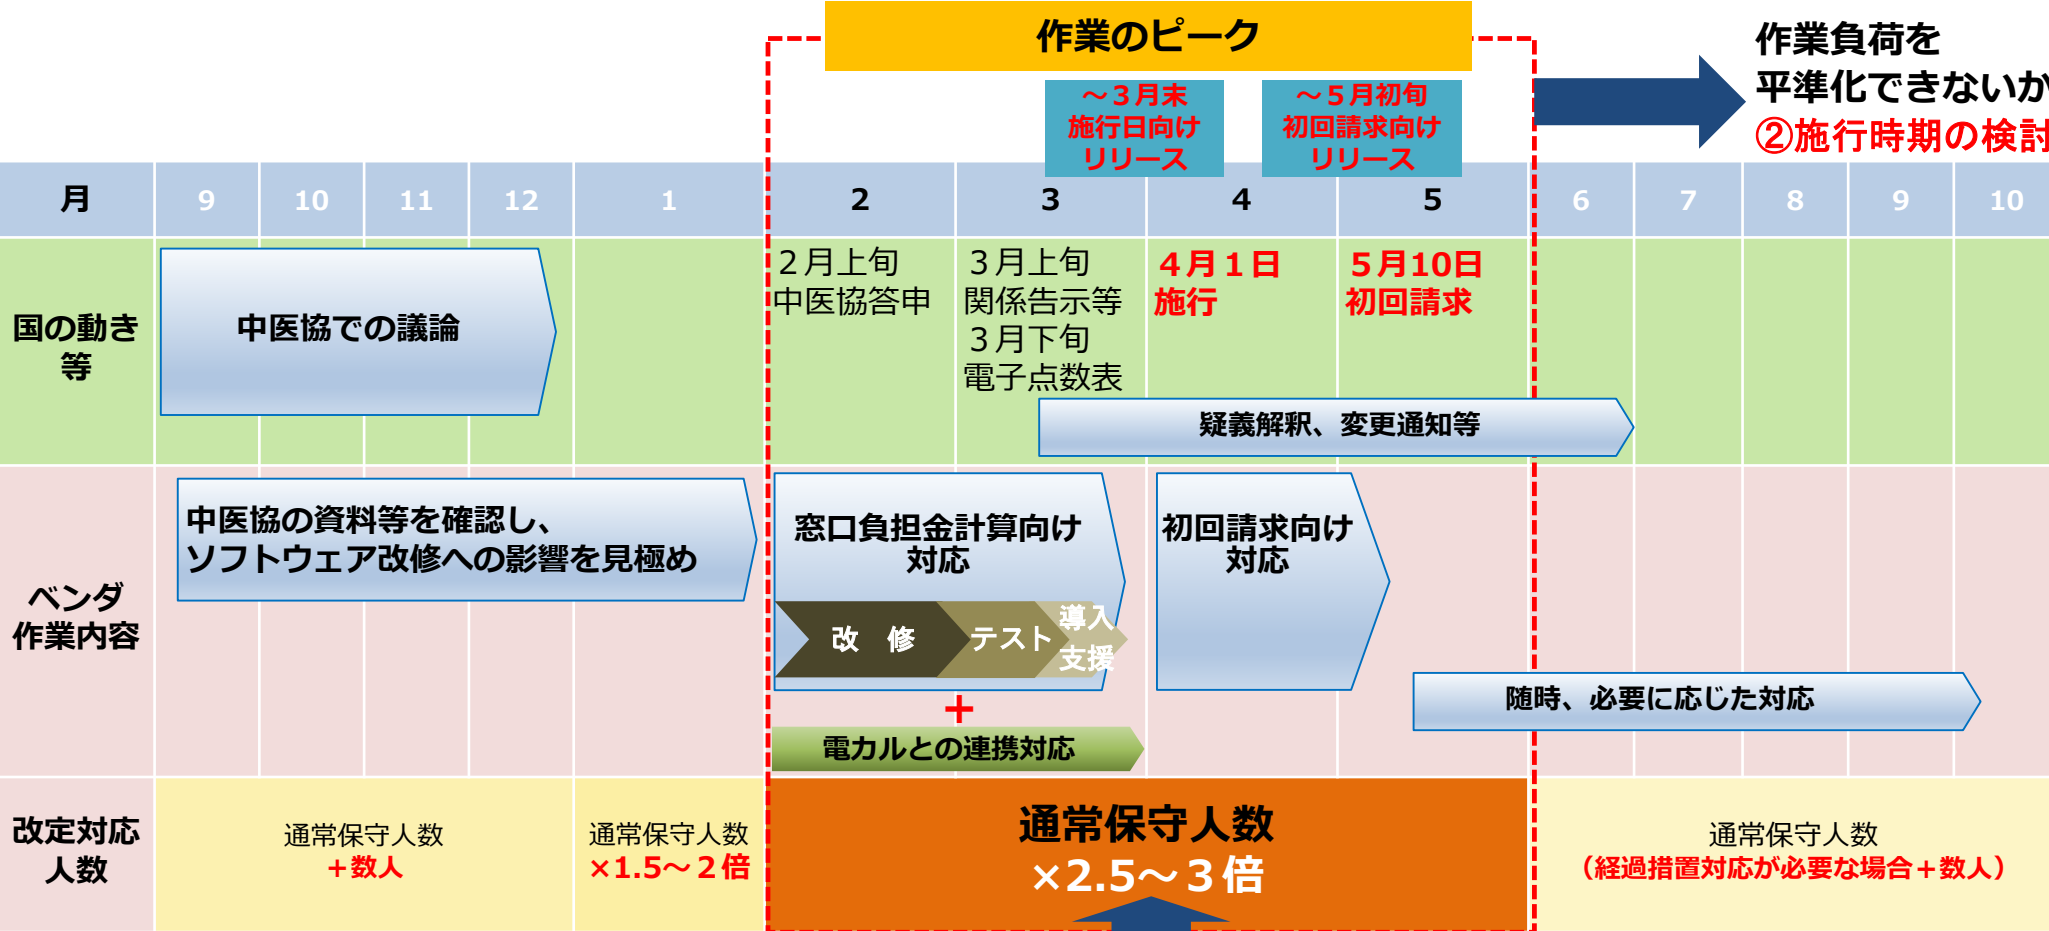 作業のピーク
作業負荷を
平準化できないか
②施行時期の検討
～３月末
施行日向け
リリース
～５月初旬
初回請求向け
リリース
月 9 10 11 12 1 2 3 4 5 6 7 8 9 10
国の動き
等
中医協での議論
２月上旬
中医協答申
３月上旬
関係告示等
３月下旬
電子点数表
４月１日
施行
５月10日
初回請求
疑義解釈、変更通知等
ベンダ
作業内容
中医協の資料等を確認し、
ソフトウェア改修への影響を見極め
窓口負担金計算向け
対応
改　修
テスト
導入
支援
＋
電カルとの連携対応
初回請求向け
対応
随時、必要に応じた対応
改定対応
人数
通常保守人数
＋数人
通常保守人数
×1.5～２倍
通常保守人数
×2.5～３倍
通常保守人数
（経過措置対応が必要な場合＋数人）